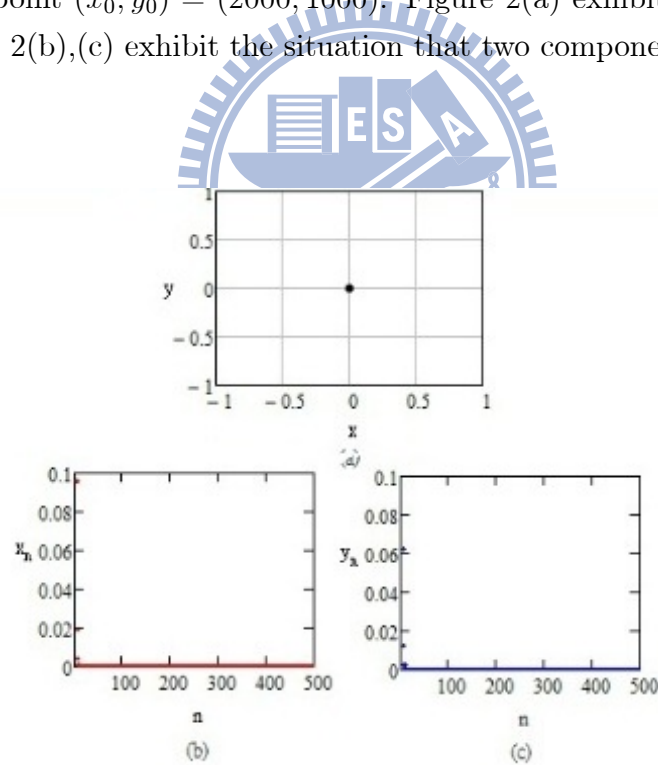 point (x₀, y₀) = (2000, 1000). Figure 2(a) exhibit
2(b),(c) exhibit the situation that two compone
E S A
1
0.5
y 0
− 0.5
− 1
− 1 − 0.5 0 0.5 1
x
(a)
0.1
0.08
xₙ 0.06
0.04
0.02
0
100 200 300 400 500
n
(b)
0.1
0.08
yₙ 0.06
0.04
0.02
0
100 200 300 400 500
n
(c)